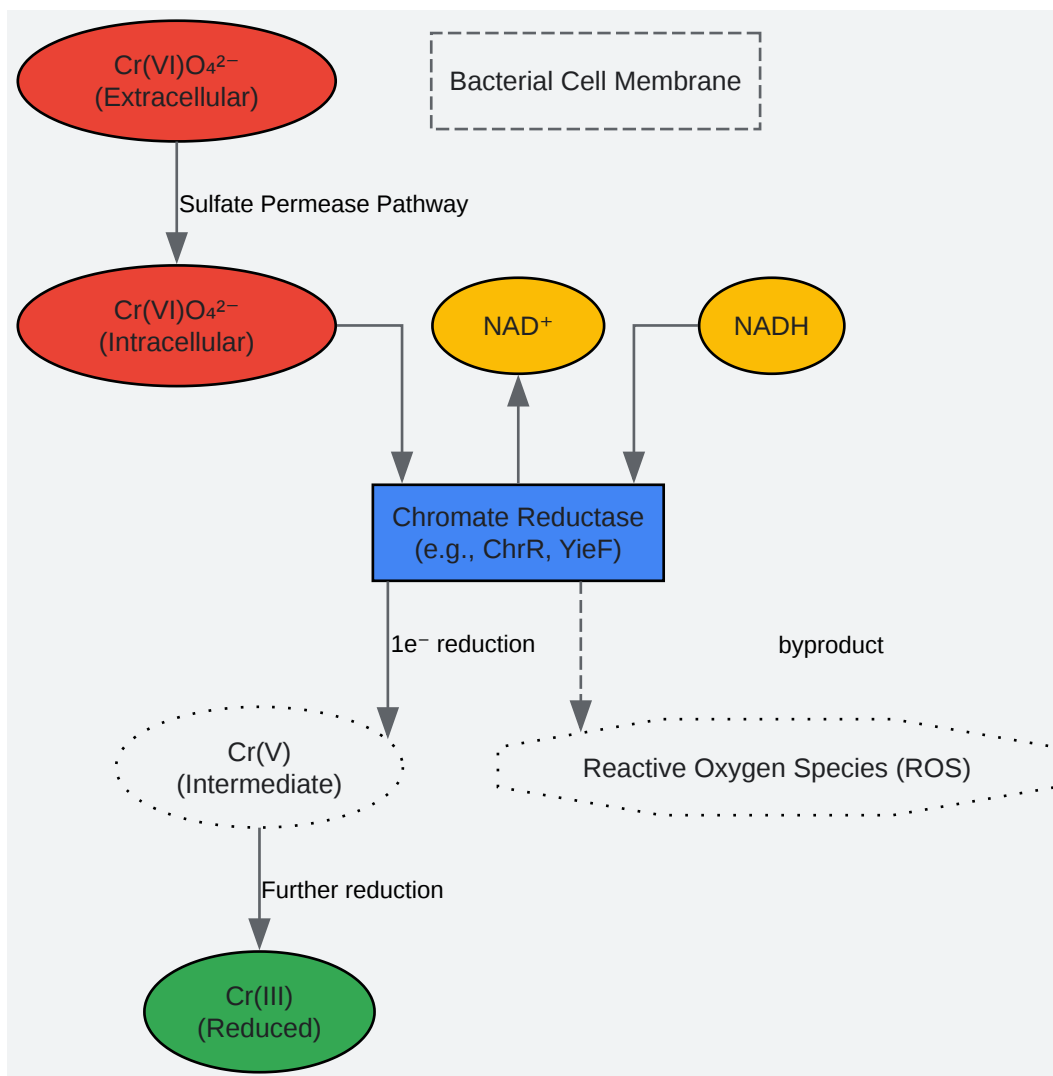 Cr(VI)O₄²⁻
(Extracellular)
Bacterial Cell Membrane
Sulfate Permease Pathway
Cr(VI)O₄²⁻
(Intracellular)
NAD⁺
NADH
Chromate Reductase
(e.g., ChrR, YieF)
1e⁻ reduction
byproduct
Cr(V)
(Intermediate)
Reactive Oxygen Species (ROS)
Further reduction
Cr(III)
(Reduced)